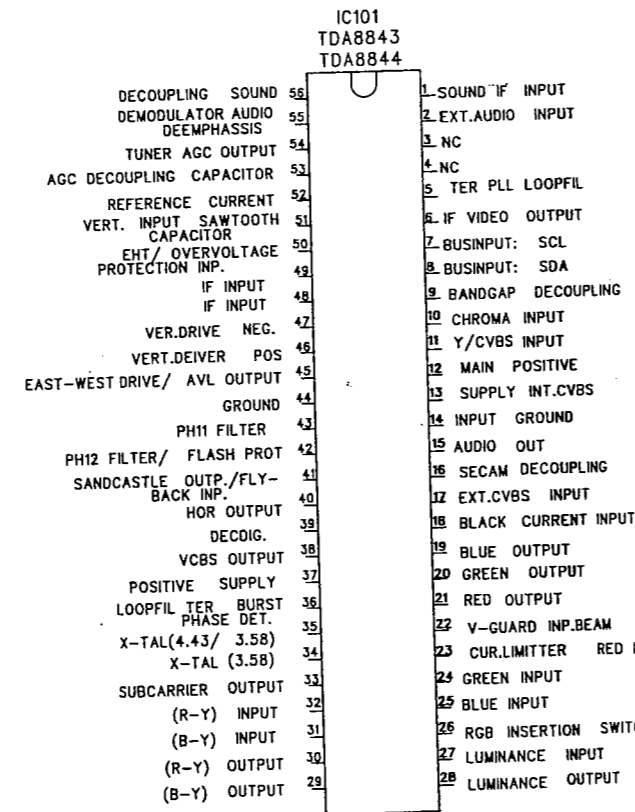 IC101
TDA8843
TDA8844
DECOUPLING SOUND 56
DEMODULATOR AUDIO 55
DEEMPHASSIS
TUNER AGC OUTPUT 54
AGC DECOUPLING CAPACITOR 53
REFERENCE CURRENT 52
VERT. INPUT SAWTOOTH 51
CAPACITOR
EHT/ OVERVOLTAGE 50
PROTECTION INP.
49
IF INPUT
IF INPUT 48
VER.DRIVE NEG. 47
VERT.DEIVER POS 46
EAST-WEST DRIVE/ AVL OUTPUT 45
GROUND 44
PH11 FILTER 43
PH12 FILTER/ FLASH PROT 42
SANDCASTLE OUTP./FLY- 41
BACK INP.
HOR OUTPUT 40
DECDIG. 39
VCBS OUTPUT 38
POSITIVE SUPPLY 37
LOOPFIL TER BURST 36
PHASE DET.
X-TAL(4.43/ 3.58) 35
X-TAL (3.58) 34
SUBCARRIER OUTPUT 33
(R-Y) INPUT 32
(B-Y) INPUT 31
(R-Y) OUTPUT 30
(B-Y) OUTPUT 29
1 SOUND IF INPUT
2 EXT.AUDIO INPUT
3 NC
4 NC
5 TER PLL LOOPFIL
6 IF VIDEO OUTPUT
7 BUSINPUT: SCL
8 BUSINPUT: SDA
9 BANDGAP DECOUPLING
10 CHROMA INPUT
11 Y/CVBS INPUT
12 MAIN POSITIVE
13 SUPPLY INT.CVBS
14 INPUT GROUND
15 AUDIO OUT
16 SECAM DECOUPLING
17 EXT.CVBS INPUT
18 BLACK CURRENT INPUT
19 BLUE OUTPUT
20 GREEN OUTPUT
21 RED OUTPUT
22 V-GUARD INP.BEAM
23 CUR.LIMITTER RED
24 GREEN INPUT
25 BLUE INPUT
26 RGB INSERTION
27 LUMINANCE INPUT
28 LUMINANCE OUTPUT